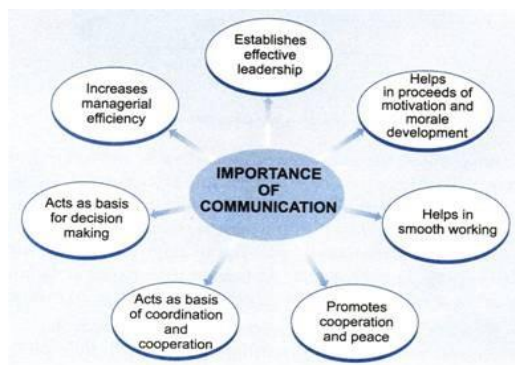 Establishes
effective
leadership
Increases
managerial
efficiency
Helps
in proceeds of
motivation and
morale
development
IMPORTANCE
OF
COMMUNICATION
Acts as basis
for decision
making
Helps in
smooth working
Acts as basis
of coordination
and
cooperation
Promotes
cooperation
and peace